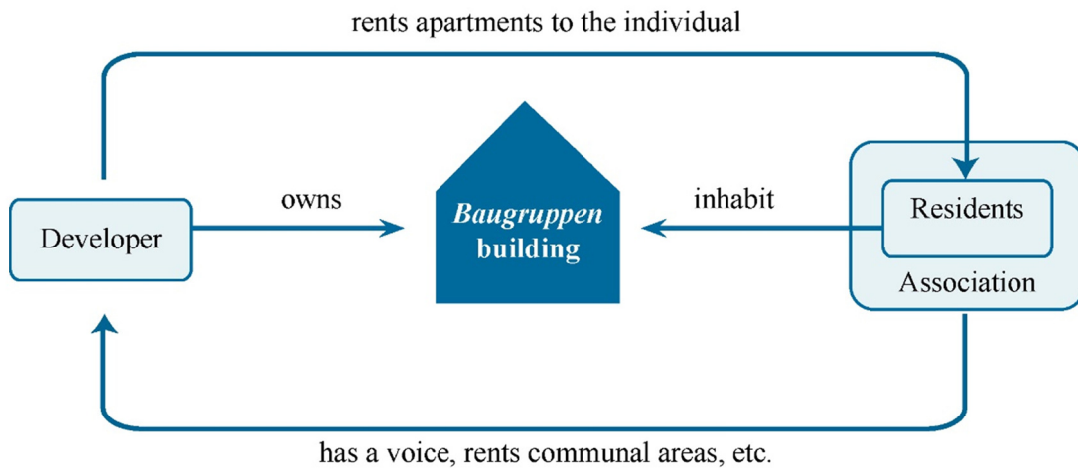 rents apartments to the individual
owns
inhabit
Developer
Baugruppen
building
Residents
Association
has a voice, rents communal areas, etc.